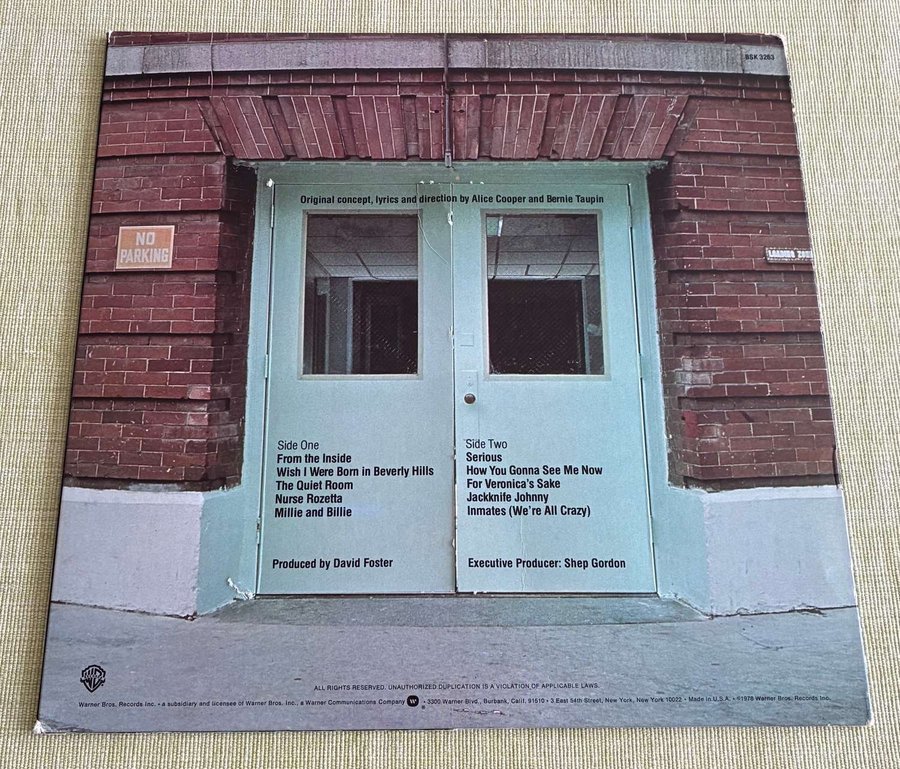 BSK 3263
Original concept, lyrics and direction by Alice Cooper and Bernie Taupin
NO
PARKING
LOADING ZONE
Side One
From the Inside
Wish I Were Born in Beverly Hills
The Quiet Room
Nurse Rozetta
Millie and Billie
Side Two
Serious
How You Gonna See Me Now
For Veronica's Sake
Jackknife Johnny
Inmates (We're All Crazy)
Produced by David Foster
Executive Producer: Shep Gordon
ALL RIGHTS RESERVED. UNAUTHORIZED DUPLICATION IS A VIOLATION OF APPLICABLE LAWS.
Warner Bros. Records Inc. • a subsidiary and licensee of Warner Bros. Inc., a Warner Communications Company W ® • 3300 Warner Blvd., Burbank, Calif. 91510 • 3 East 54th Street, New York, New York 10022 • Made in U.S.A. • ©1978 Warner Bros. Records Inc.